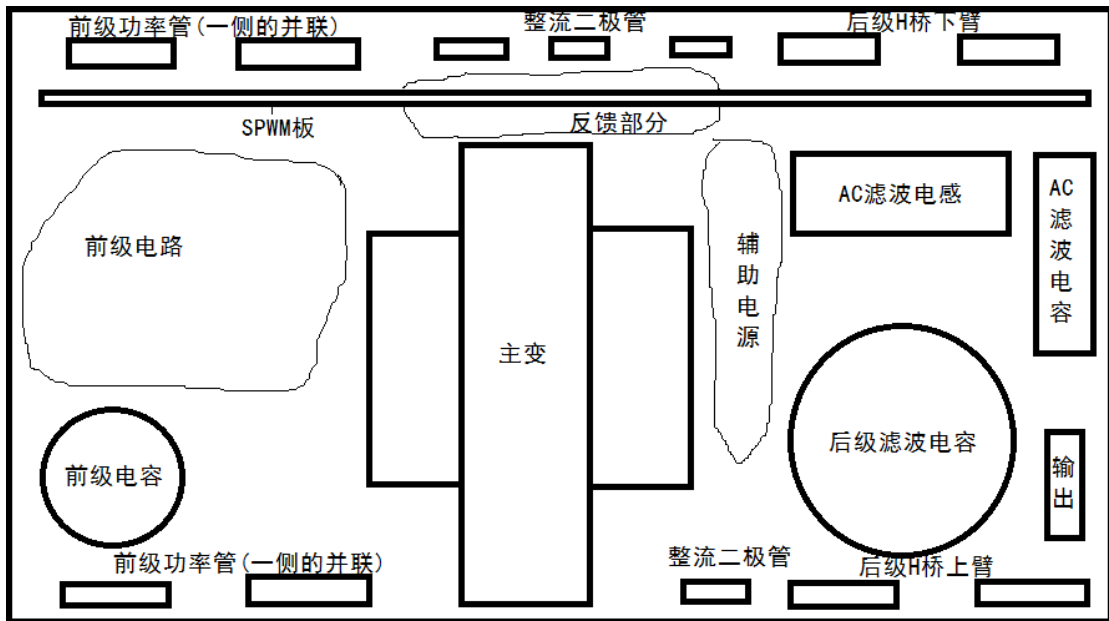 前级功率管(一侧的并联)
整流二极管
后级H桥下臂
SPWM板
反馈部分
前级电路
主变
辅助电源
AC滤波电感
AC滤波电容
前级电容
后级滤波电容
输出
前级功率管(一侧的并联)
整流二极管
后级H桥上臂